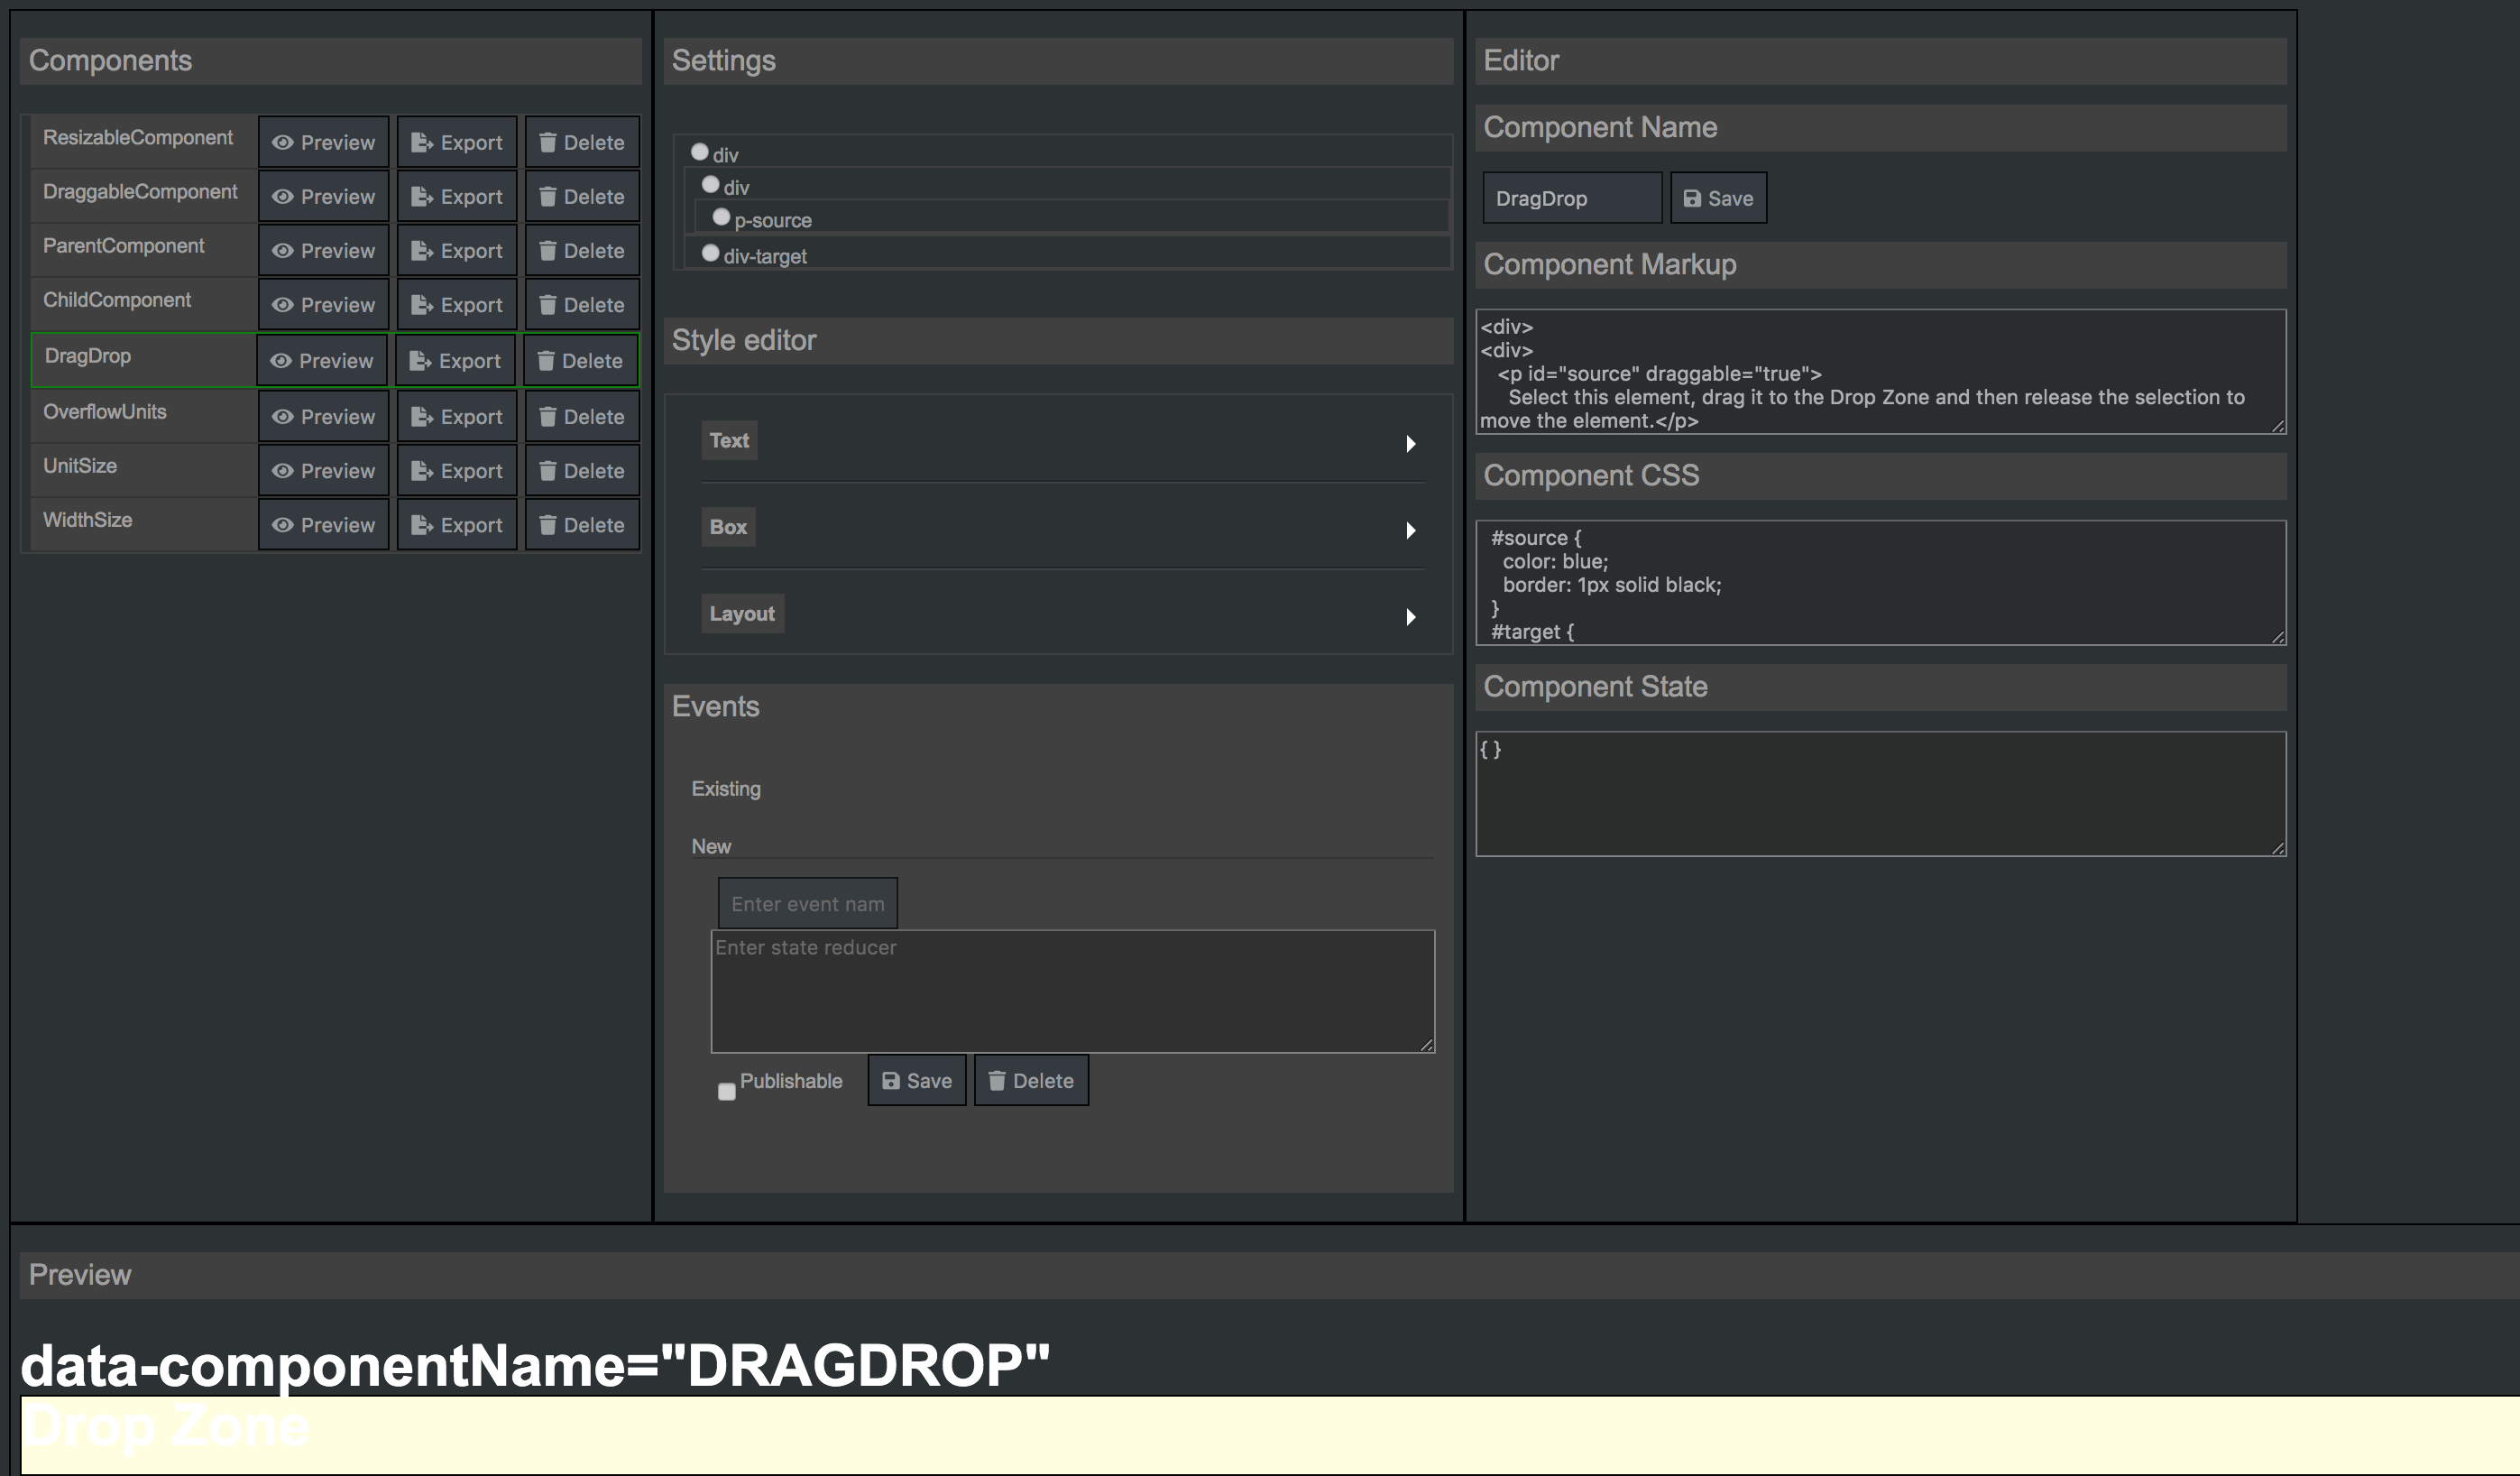 Components
ResizableComponent Preview Export Delete
DraggableComponent Preview Export Delete
ParentComponent Preview Export Delete
ChildComponent Preview Export Delete
DragDrop Preview Export Delete
OverflowUnits Preview Export Delete
UnitSize Preview Export Delete
WidthSize Preview Export Delete
Settings
div
div
p-source
div-target
Style editor
Text
Box
Layout
Events
Existing
New
Enter event nam
Enter state reducer
Publishable Save Delete
Editor
Component Name
DragDrop Save
Component Markup
<div>
<div>
<p id="source" draggable="true">
Select this element, drag it to the Drop Zone and then release the selection to
move the element.</p>
Component CSS
#source {
color: blue;
border: 1px solid black;
}
#target {
Component State
{ }
Preview
data-componentName="DRAGDROP"
Drop Zone